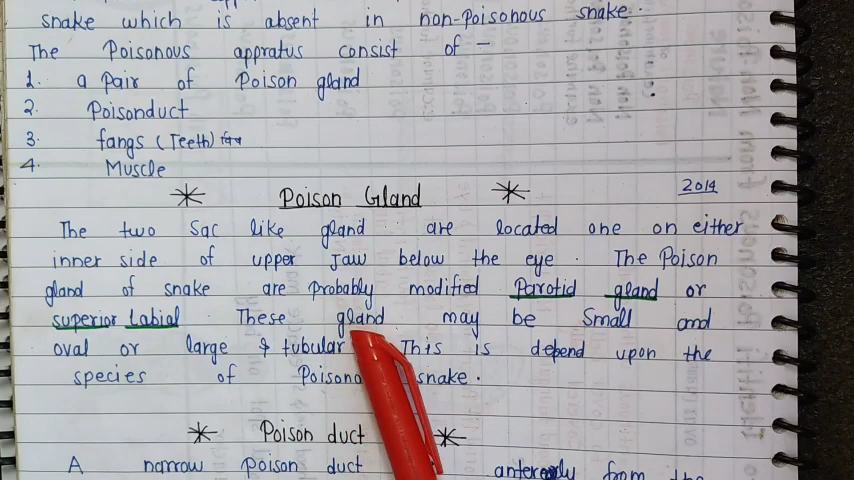 snake which is absent in non-poisonous snake.
The Poisonous appratus consist of -
1. a Pair of Poison gland
2. Poisonduct
3. fangs (Teeth)
4. Muscle
Poison Gland 2014
The two Sac like gland are located one on either
inner side of upper Jaw below the eye. The Poison
gland of snake are probably modified Parotid gland or
superior Labial. These gland may be Small and
oval or large & tubular This is depend upon the
species of Poisono snake.
Poison duct
A narrow Poison duct from the